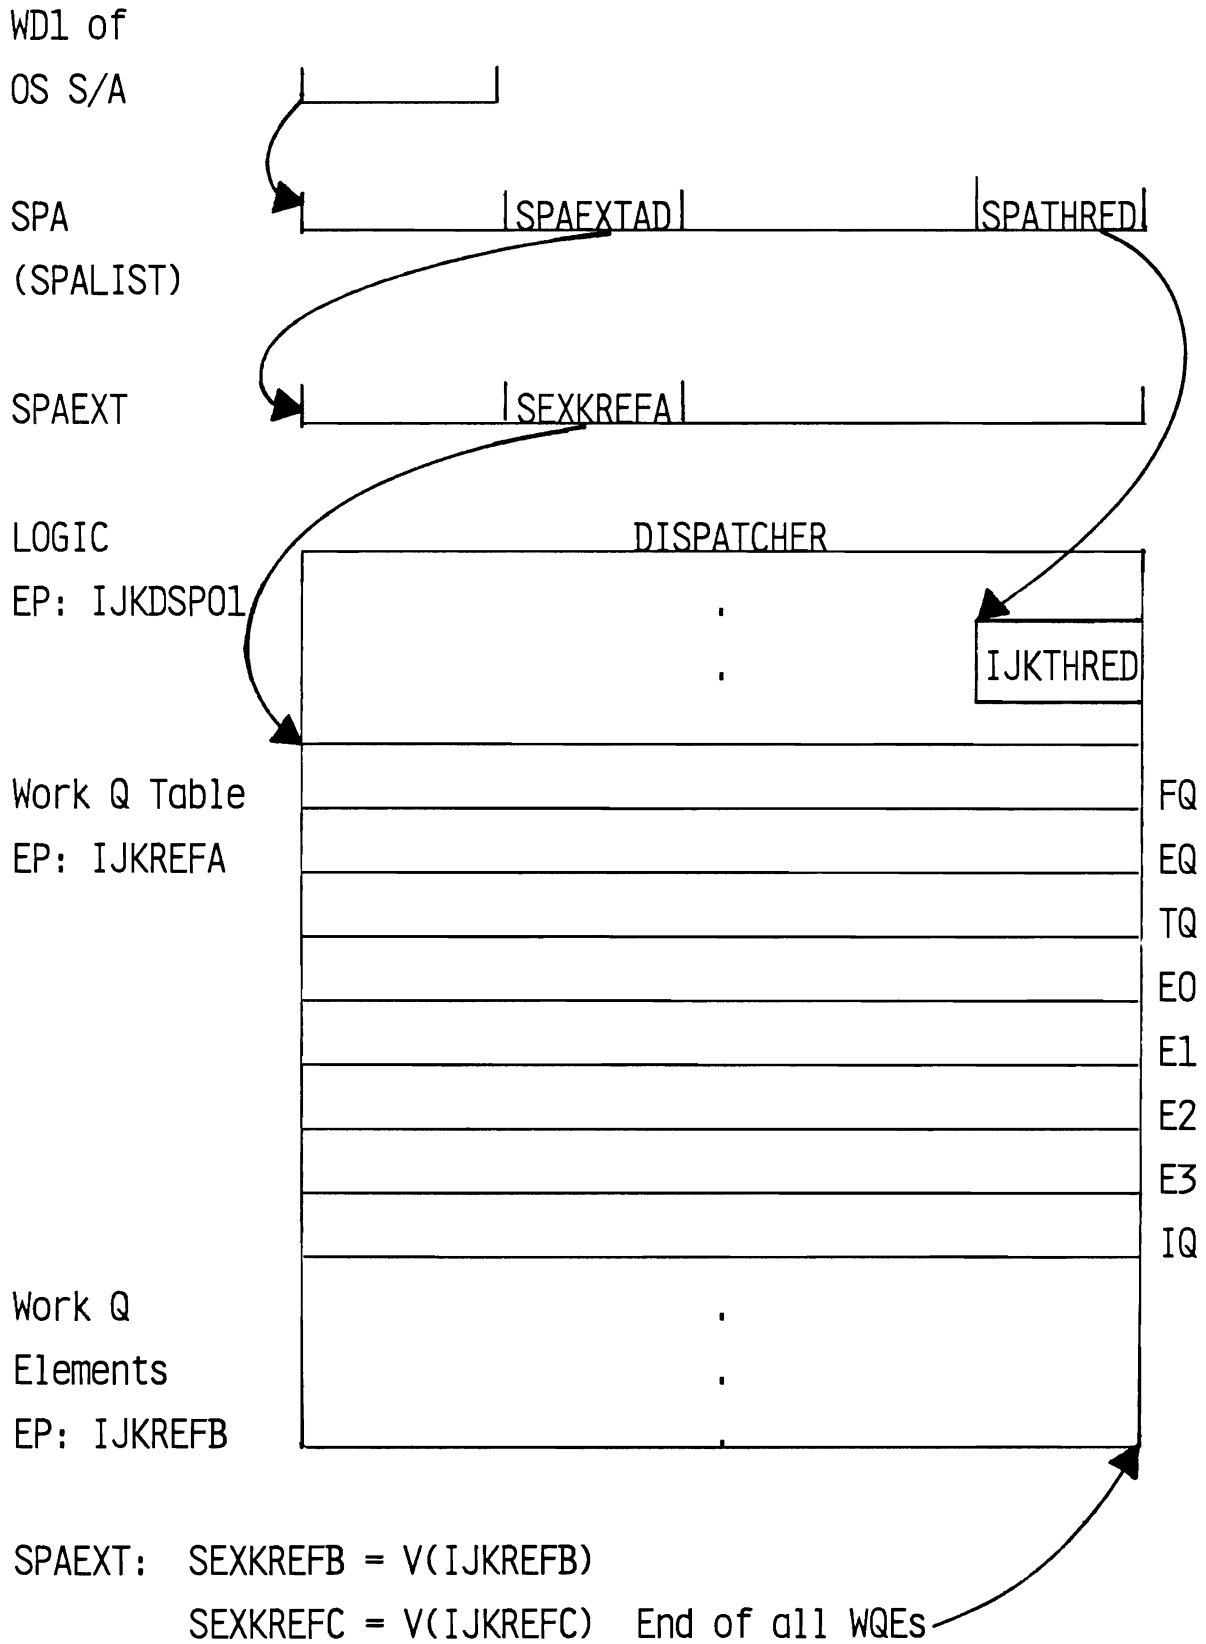 WD1 of
OS S/A
SPA SPAEXTAD SPATHRED
(SPALIST)
SPAEXT SEXKREFA
LOGIC DISPATCHER
EP: IJKDSP01
IJKTHRED
Work Q Table FQ
EP: IJKREFA EQ
TQ
E0
E1
E2
E3
IQ
Work Q
Elements
EP: IJKREFB
SPAEXT: SEXKREFB = V(IJKREFB)
SEXKREFC = V(IJKREFC) End of all WQEs